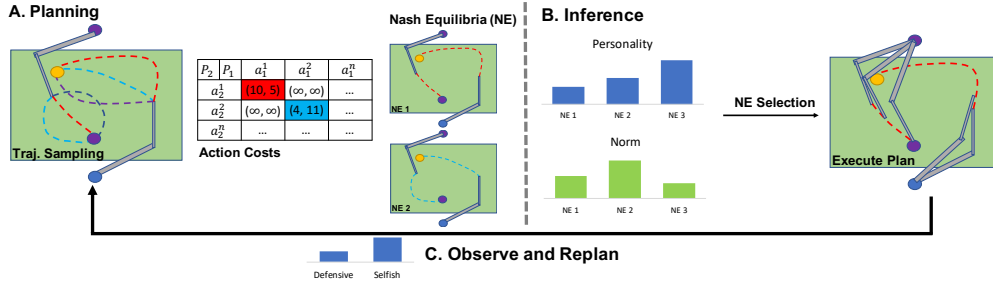 A. Planning
Traj. Sampling
P₂ P₁ a₁¹ a₁² a₁ⁿ
a₂¹ (10, 5) (∞, ∞) ...
a₂² (∞, ∞) (4, 11) ...
a₂ⁿ ... ... ...
Action Costs
Nash Equilibria (NE)
NE 1
NE 2
B. Inference
Personality
NE 1 NE 2 NE 3
Norm
NE 1 NE 2 NE 3
NE Selection
Execute Plan
C. Observe and Replan
Defensive Selfish